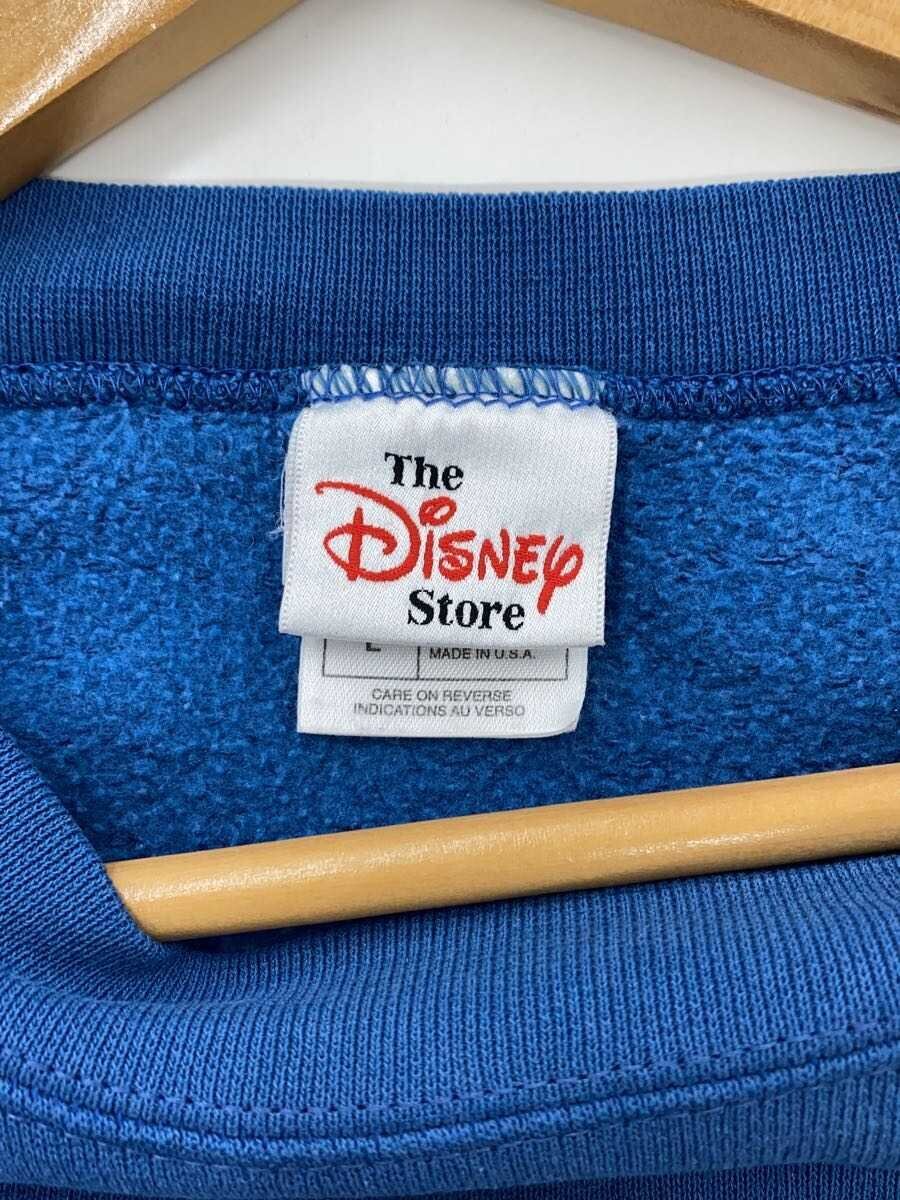 The
Disney
Store
MADE IN U.S.A.
CARE ON REVERSE
INDICATIONS AU VERSO